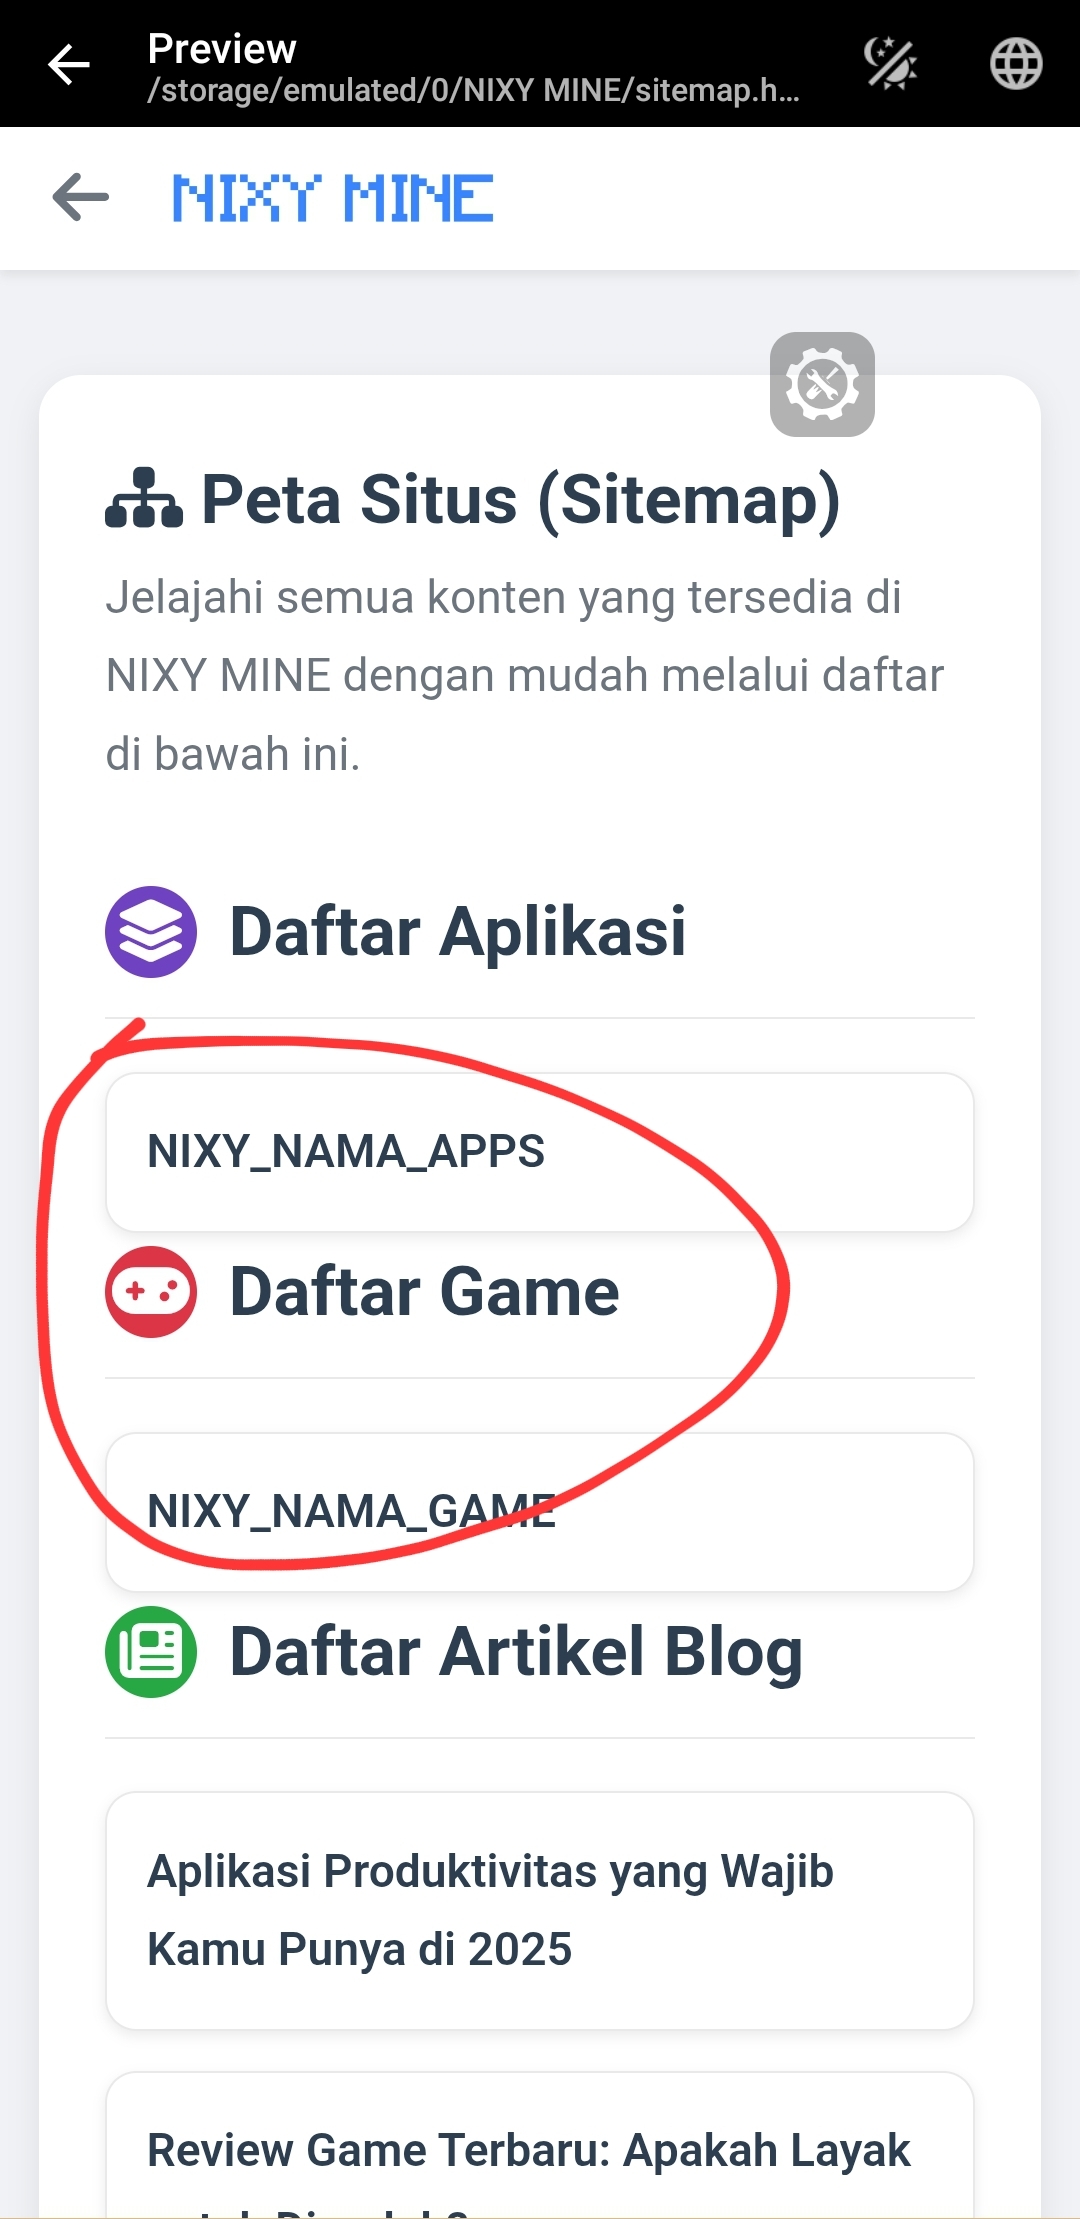 Preview
/storage/emulated/0/NIXY MINE/sitemap.h...
NIXY MINE
Peta Situs (Sitemap)
Jelajahi semua konten yang tersedia di
NIXY MINE dengan mudah melalui daftar
di bawah ini.
Daftar Aplikasi
NIXY_NAMA_APPS
Daftar Game
NIXY_NAMA_GAME
Daftar Artikel Blog
Aplikasi Produktivitas yang Wajib
Kamu Punya di 2025
Review Game Terbaru: Apakah Layak